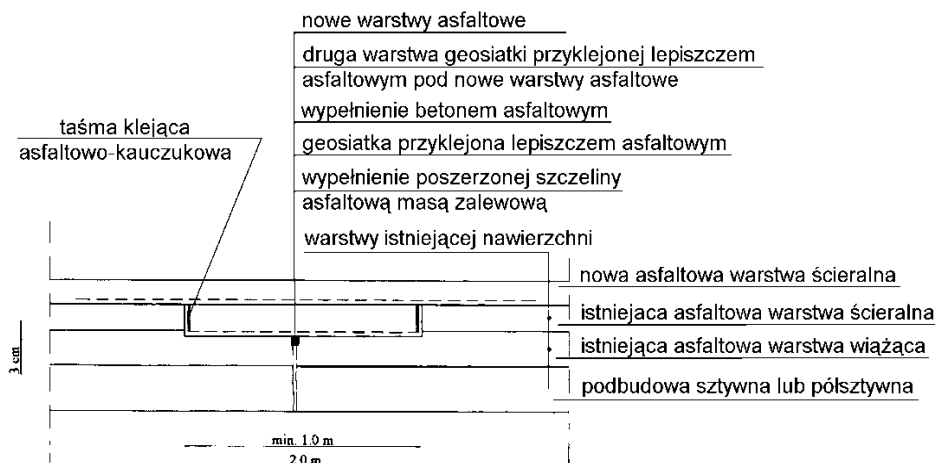 nowe warstwy asfaltowe
druga warstwa geosiatki przyklejonej lepiszczem
asfaltowym pod nowe warstwy asfaltowe
wypełnienie betonem asfaltowym
taśma klejąca
asfaltowo-kauczukowa
geosiatka przyklejona lepiszczem asfaltowym
wypełnienie poszerzonej szczeliny
asfaltową masą zalewową
warstwy istniejącej nawierzchni
nowa asfaltowa warstwa ścieralna
istniejaca asfaltowa warstwa ścieralna
istniejąca asfaltowa warstwa wiążąca
podbudowa sztywna lub półsztywna
3 cm
min. 1.0 m
2.0 m